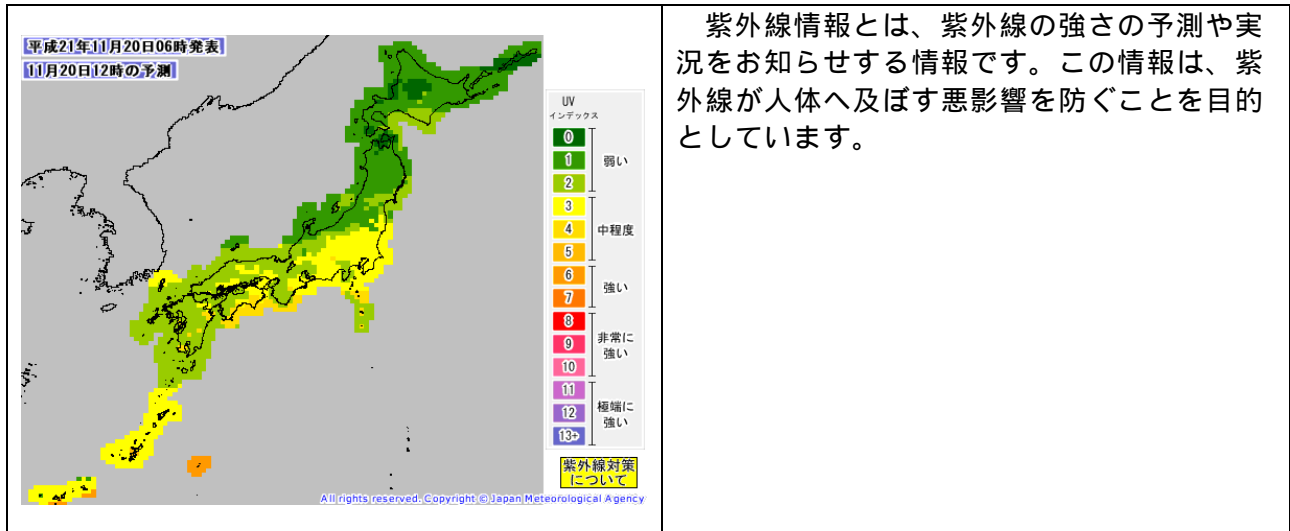 平成21年11月20日06時発表
11月20日12時の予測
UV
インデックス
0
1
弱い
2
3
4
中程度
5
6
強い
7
8
9
非常に
強い
10
11
12
極端に
強い
13+
紫外線対策
について
All rights reserved. Copyright © Japan Meteorological Agency
紫外線情報とは、紫外線の強さの予測や実
況をお知らせする情報です。この情報は、紫
外線が人体へ及ぼす悪影響を防ぐことを目的
としています。